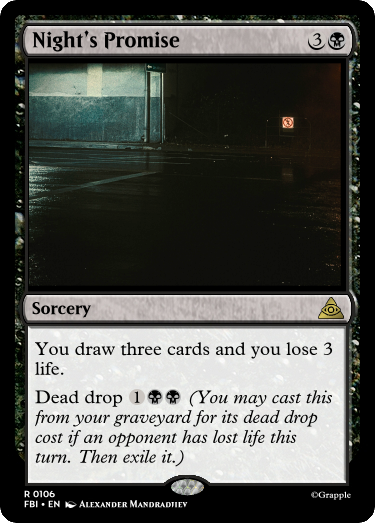 Night's Promise 3
Sorcery
You draw three cards and you lose 3
life.
Dead drop 1 (You may cast this
from your graveyard for its dead drop
cost if an opponent has lost life this
turn. Then exile it.)
R 0106
FBI • EN Alexander Mandradjiev
©Grapple